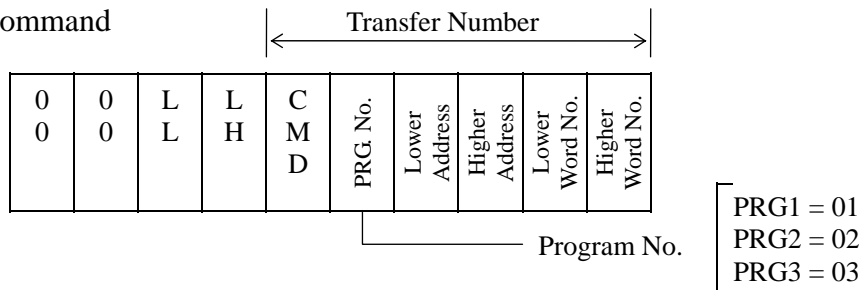 ommand
Transfer Number
0 0 L L C PRG. No. Lower Address Higher Address Lower Word No. Higher Word No.
0 0 L H M
D
Program No.
PRG1 = 01
PRG2 = 02
PRG3 = 03